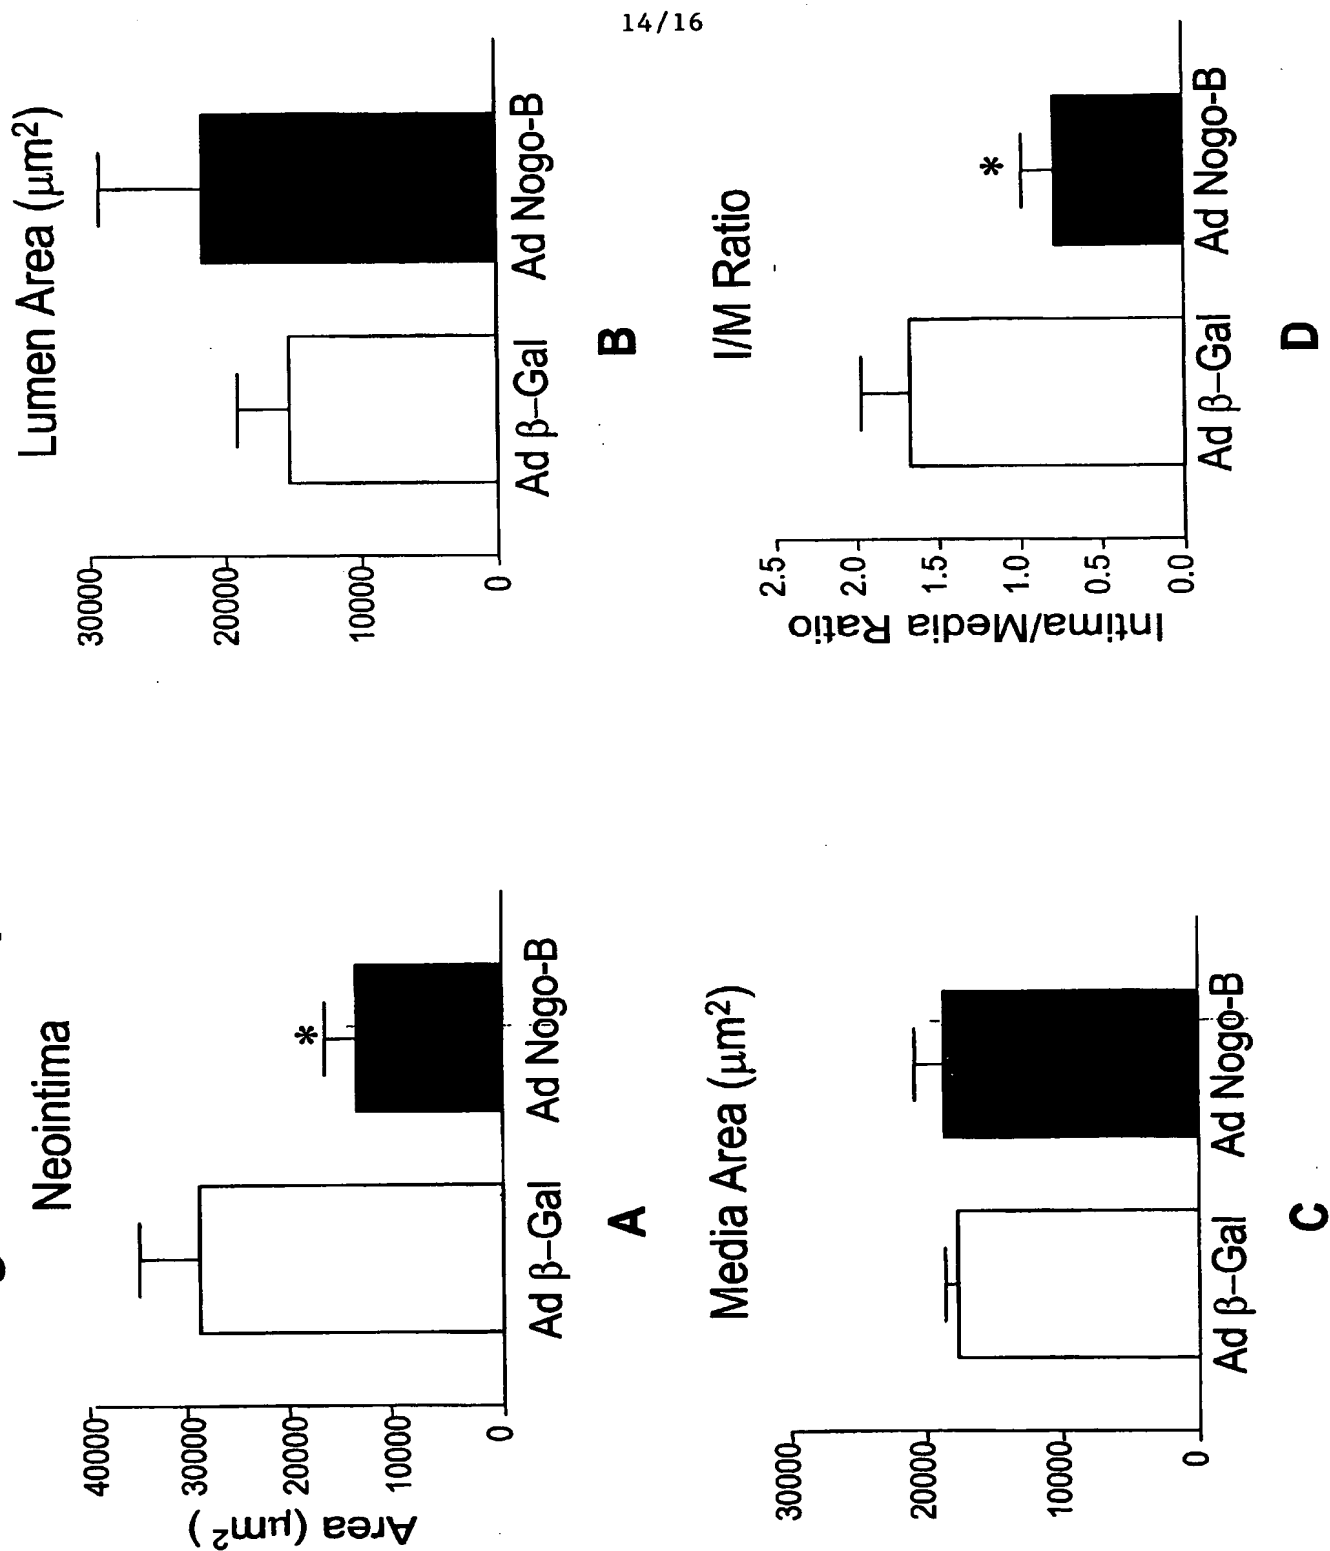 14/16
Neointima
Area (μm²)
40000
30000
20000
10000
0
Ad β–Gal
*
Ad Nogo-B
A
Lumen Area (μm²)
30000
20000
10000
0
Ad β–Gal
Ad Nogo-B
B
Media Area (μm²)
30000
20000
10000
0
Ad β–Gal
Ad Nogo-B
C
I/M Ratio
Intima/Media Ratio
2.5
2.0
1.5
1.0
0.5
0.0
Ad β–Gal
*
Ad Nogo-B
D